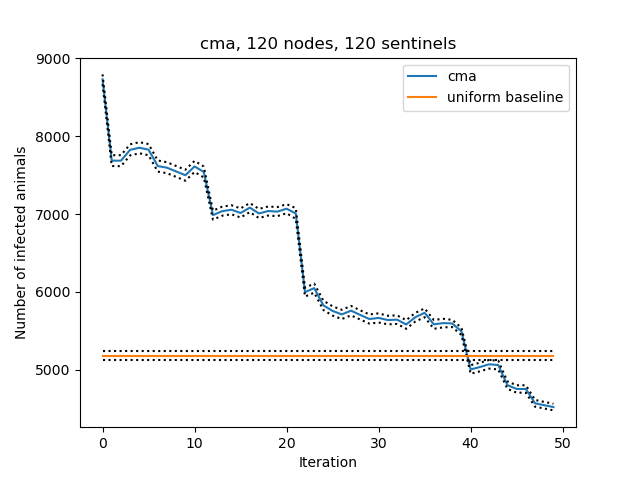 cma, 120 nodes, 120 sentinels
cma
uniform baseline
Number of infected animals
9000
8000
7000
6000
5000
0 10 20 30 40 50
Iteration